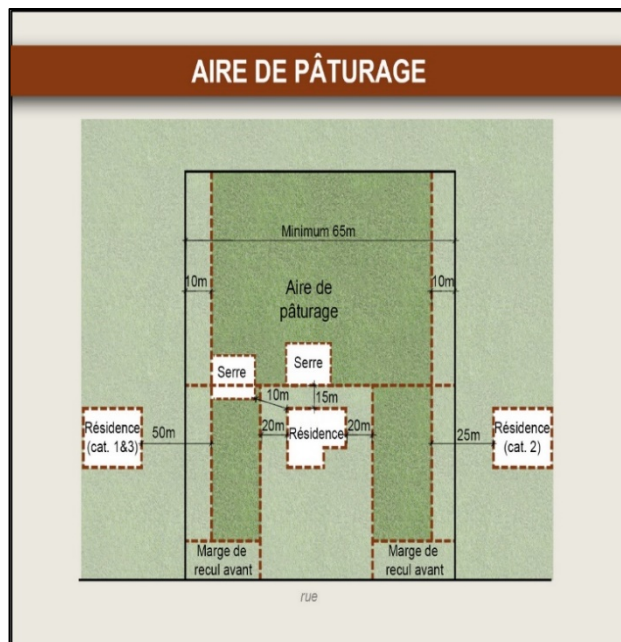 AIRE DE PÂTURAGE
Minimum 65m
10m
10m
Aire de
pâturage
Serre
Serre
10m
15m
Résidence
(cat. 1&3)
50m
20m
Résidence
20m
25m
Résidence
(cat. 2)
Marge de
recul avant
Marge de
recul avant
rue